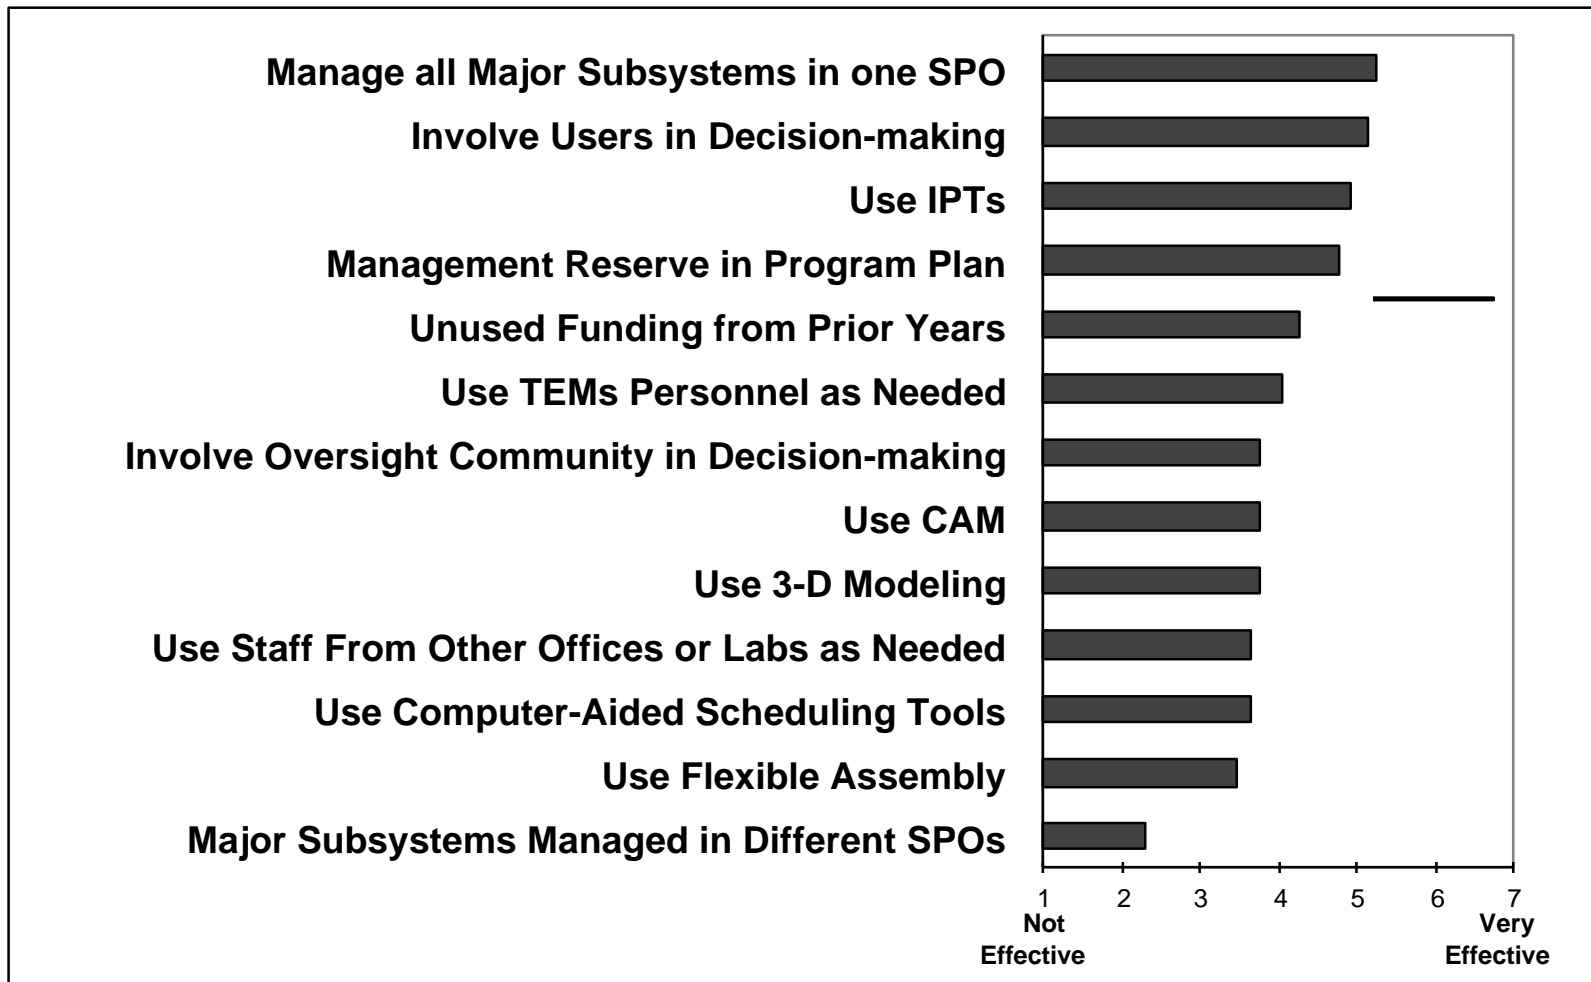 Manage all Major Subsystems in one SPO
Involve Users in Decision-making
Use IPTs
Management Reserve in Program Plan
Unused Funding from Prior Years
Use TEMs Personnel as Needed
Involve Oversight Community in Decision-making
Use CAM
Use 3-D Modeling
Use Staff From Other Offices or Labs as Needed
Use Computer-Aided Scheduling Tools
Use Flexible Assembly
Major Subsystems Managed in Different SPOs
1 2 3 4 5 6 7
Not Very
Effective Effective